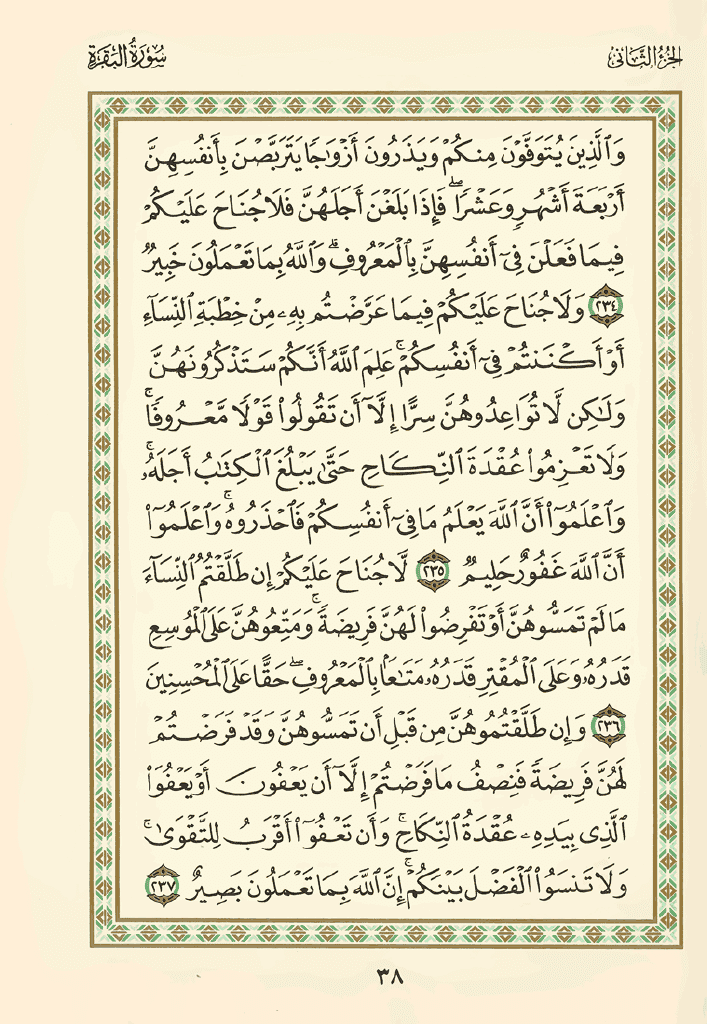 الجزء الثاني
سورة البقرة
وَٱلَّذِينَ يُتَوَفَّوْنَ مِنكُمْ وَيَذَرُونَ أَزْوَٰجًا يَتَرَبَّصْنَ بِأَنفُسِهِنَّ
أَرْبَعَةَ أَشْهُرٍ وَعَشْرًا ۖ فَإِذَا بَلَغْنَ أَجَلَهُنَّ فَلَا جُنَاحَ عَلَيْكُمْ
فِيمَا فَعَلْنَ فِىٓ أَنفُسِهِنَّ بِٱلْمَعْرُوفِ ۗ وَٱللَّهُ بِمَا تَعْمَلُونَ خَبِيرٌ
٢٣٤ وَلَا جُنَاحَ عَلَيْكُمْ فِيمَا عَرَّضْتُم بِهِۦ مِنْ خِطْبَةِ ٱلنِّسَآءِ
أَوْ أَكْنَنتُمْ فِىٓ أَنفُسِكُمْ ۚ عَلِمَ ٱللَّهُ أَنَّكُمْ سَتَذْكُرُونَهُنَّ
وَلَٰكِن لَّا تُوَاعِدُوهُنَّ سِرًّا إِلَّآ أَن تَقُولُوا۟ قَوْلًا مَّعْرُوفًا ۚ
وَلَا تَعْزِمُوا۟ عُقْدَةَ ٱلنِّكَاحِ حَتَّىٰ يَبْلُغَ ٱلْكِتَٰبُ أَجَلَهُۥ ۚ
وَٱعْلَمُوٓا۟ أَنَّ ٱللَّهَ يَعْلَمُ مَا فِىٓ أَنفُسِكُمْ فَٱحْذَرُوهُ ۚ وَٱعْلَمُوٓا۟
أَنَّ ٱللَّهَ غَفُورٌ حَلِيمٌ ٢٣٥ لَّا جُنَاحَ عَلَيْكُمْ إِن طَلَّقْتُمُ ٱلنِّسَآءَ
مَا لَمْ تَمَسُّوهُنَّ أَوْ تَفْرِضُوا۟ لَهُنَّ فَرِيضَةً ۚ وَمَتِّعُوهُنَّ عَلَى ٱلْمُوسِعِ
قَدَرُهُۥ وَعَلَى ٱلْمُقْتِرِ قَدَرُهُۥ مَتَٰعًۢا بِٱلْمَعْرُوفِ ۖ حَقًّا عَلَى ٱلْمُحْسِنِينَ
٢٣٦ وَإِن طَلَّقْتُمُوهُنَّ مِن قَبْلِ أَن تَمَسُّوهُنَّ وَقَدْ فَرَضْتُمْ
لَهُنَّ فَرِيضَةً فَنِصْفُ مَا فَرَضْتُمْ إِلَّآ أَن يَعْفُونَ أَوْ يَعْفُوَا۟
ٱلَّذِى بِيَدِهِۦ عُقْدَةُ ٱلنِّكَاحِ ۚ وَأَن تَعْفُوٓا۟ أَقْرَبُ لِلتَّقْوَىٰ ۚ
وَلَا تَنسَوُا۟ ٱلْفَضْلَ بَيْنَكُمْ ۚ إِنَّ ٱللَّهَ بِمَا تَعْمَلُونَ بَصِيرٌ ٢٣٧
٣٨